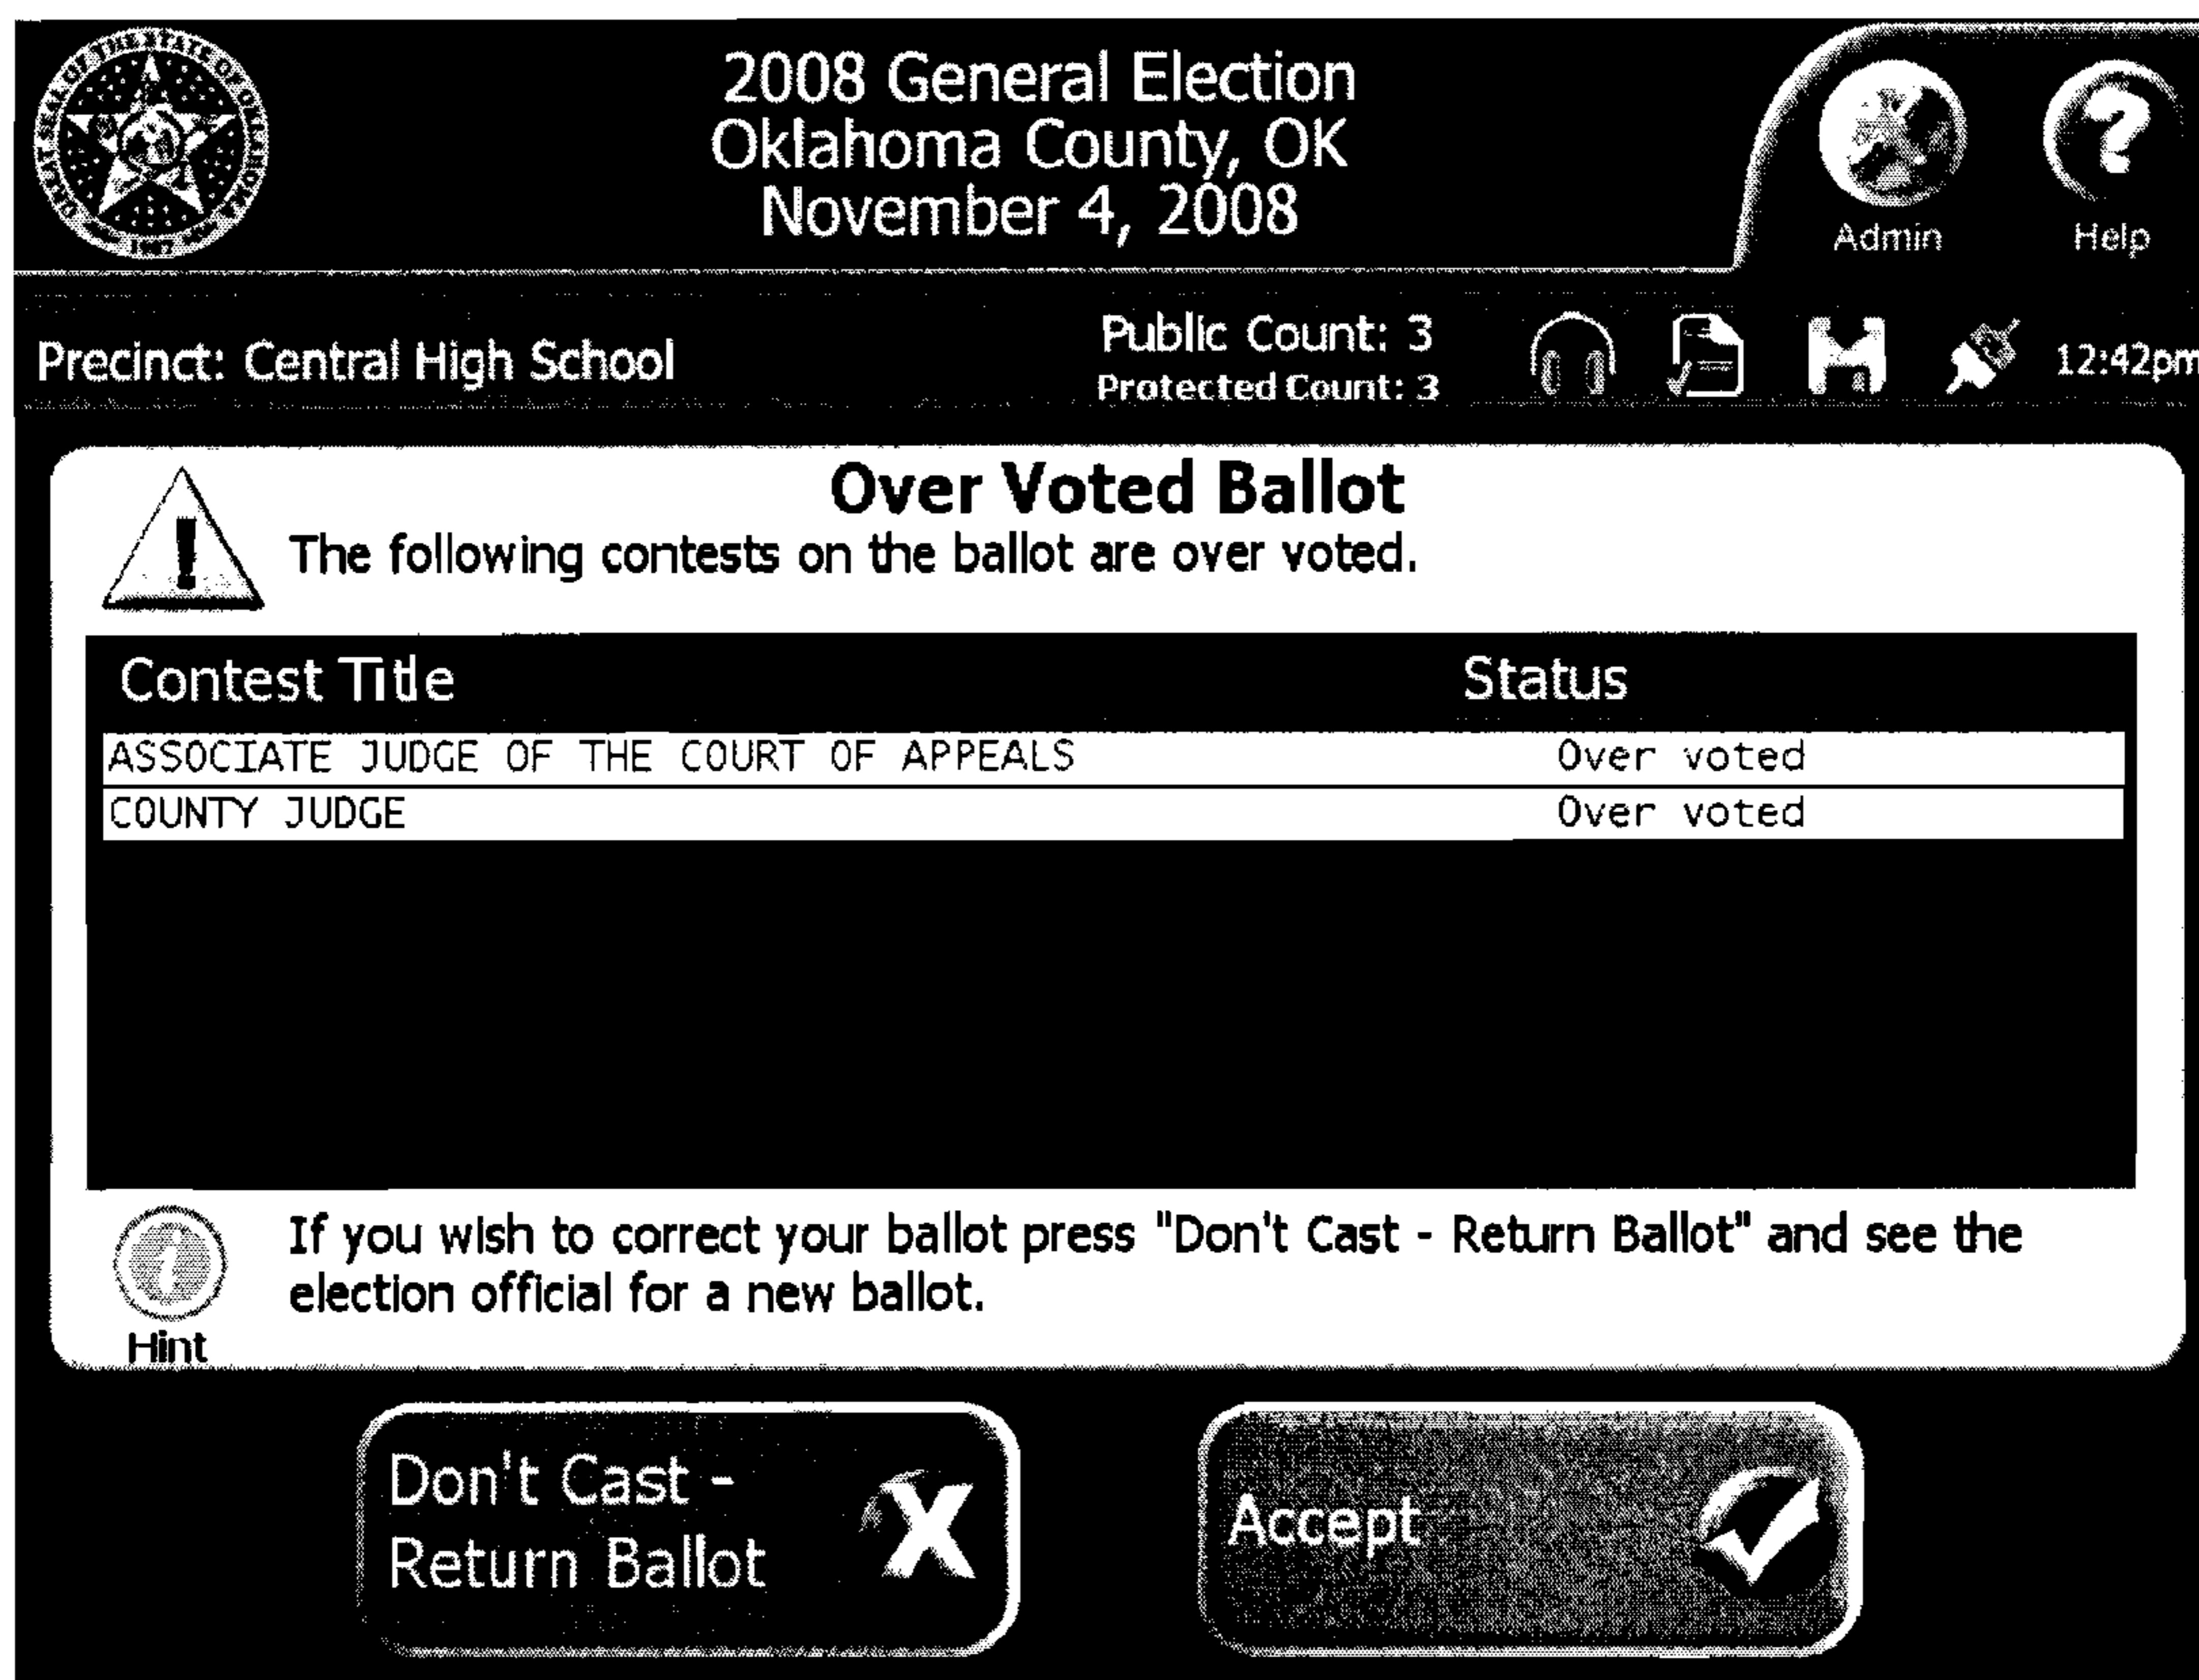 2008 General Election
Oklahoma County, OK
November 4, 2008
Admin
Help
Precinct: Central High School
Public Count: 3
Protected Count: 3
12:42pm
Over Voted Ballot
The following contests on the ballot are over voted.
Contest Title Status
ASSOCIATE JUDGE OF THE COURT OF APPEALS Over voted
COUNTY JUDGE Over voted
If you wish to correct your ballot press "Don't Cast - Return Ballot" and see the
election official for a new ballot.
Hint
Don't Cast -
Return Ballot
X
Accept